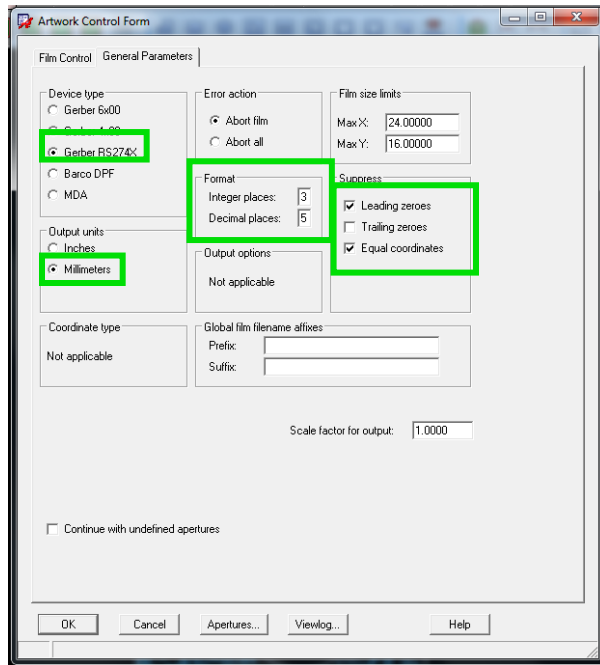 Artwork Control Form
Film Control General Parameters
Device type
Gerber 6x00
Gerber RS274X
Barco DPF
MDA
Output units
Inches
Millimeters
Coordinate type
Not applicable
Error action
Abort film
Abort all
Format
Integer places: 3
Decimal places: 5
Output options
Not applicable
Film size limits
Max X: 24.00000
Max Y: 16.00000
Suppress
Leading zeroes
Trailing zeroes
Equal coordinates
Global film filename affixes
Prefix:
Suffix:
Scale factor for output: 1.0000
Continue with undefined apertures
OK Cancel Apertures... Viewlog... Help